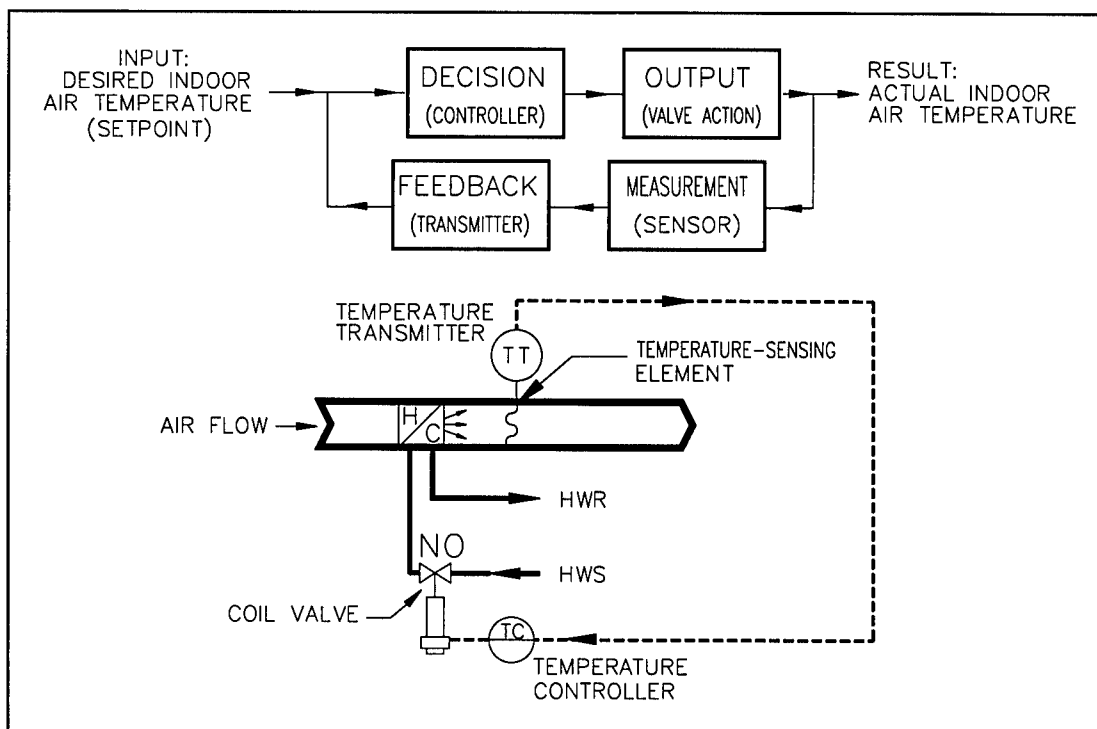 INPUT:
DESIRED INDOOR
AIR TEMPERATURE
(SETPOINT)
DECISION
(CONTROLLER)
OUTPUT
(VALVE ACTION)
RESULT:
ACTUAL INDOOR
AIR TEMPERATURE
FEEDBACK
(TRANSMITTER)
MEASUREMENT
(SENSOR)
TEMPERATURE
TRANSMITTER
TT
TEMPERATURE-SENSING
ELEMENT
AIR FLOW
H
C
HWR
NO
HWS
COIL VALVE
TC
TEMPERATURE
CONTROLLER